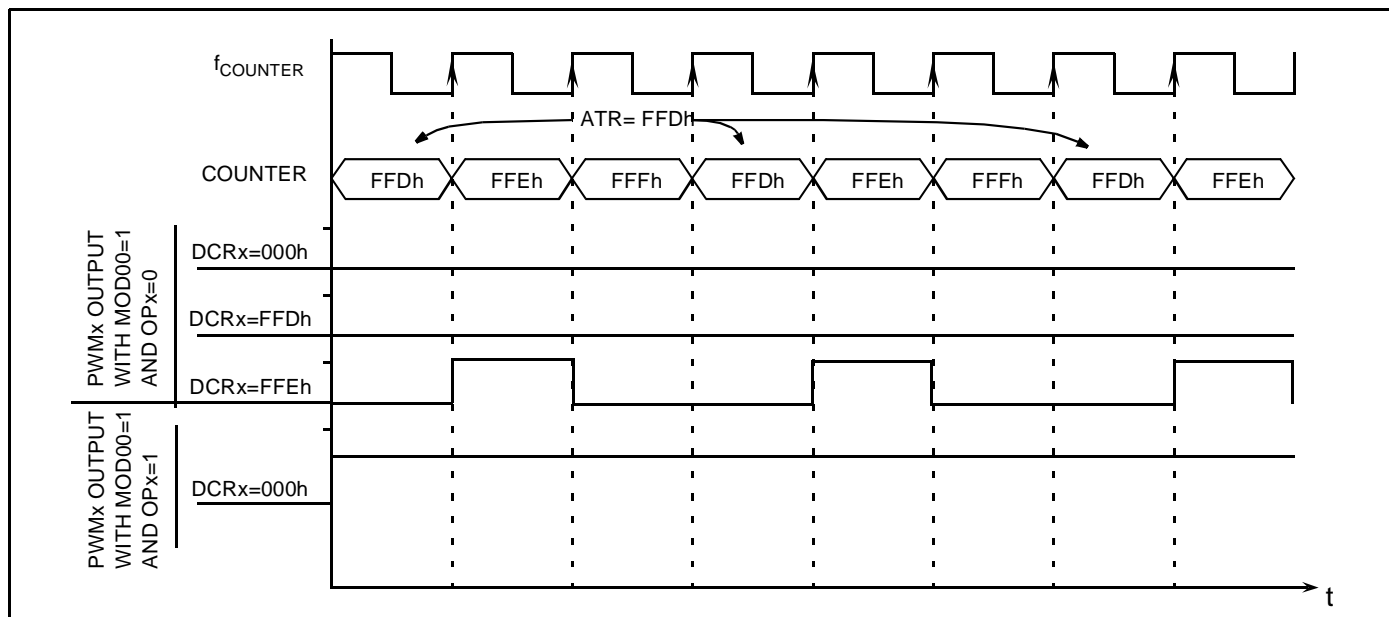 fCOUNTER
ATR= FFDh
COUNTER
FFDh FFEh FFFh FFDh FFEh FFFh FFDh FFEh
PWMx OUTPUT
WITH MOD00=1
AND OPx=0
DCRx=000h
DCRx=FFDh
DCRx=FFEh
PWMx OUTPUT
WITH MOD00=1
AND OPx=1
DCRx=000h
t